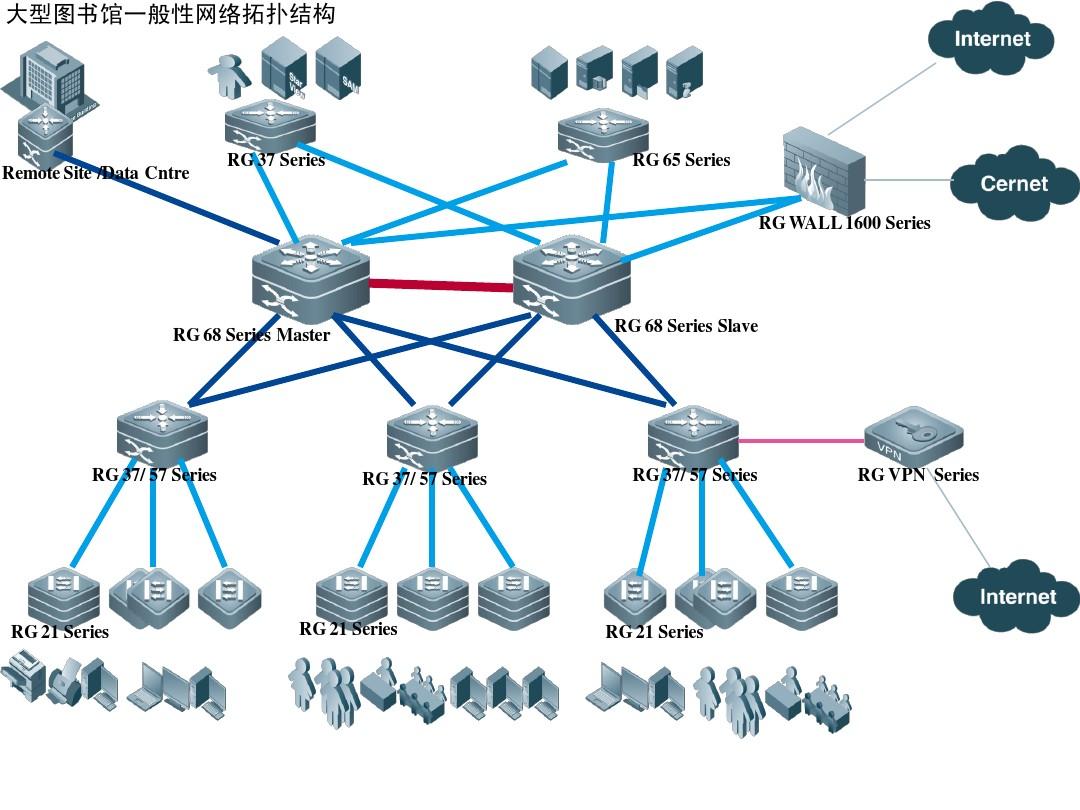 大型图书馆一般性网络拓扑结构
Internet
Star View
SAM
RG 37 Series
RG 65 Series
Remote Site /Data Cntre
Cernet
RG WALL 1600 Series
RG 68 Series Master
RG 68 Series Slave
VPN
RG 37/ 57 Series
RG 37/ 57 Series
RG 37/ 57 Series
RG VPN Series
Internet
RG 21 Series
RG 21 Series
RG 21 Series